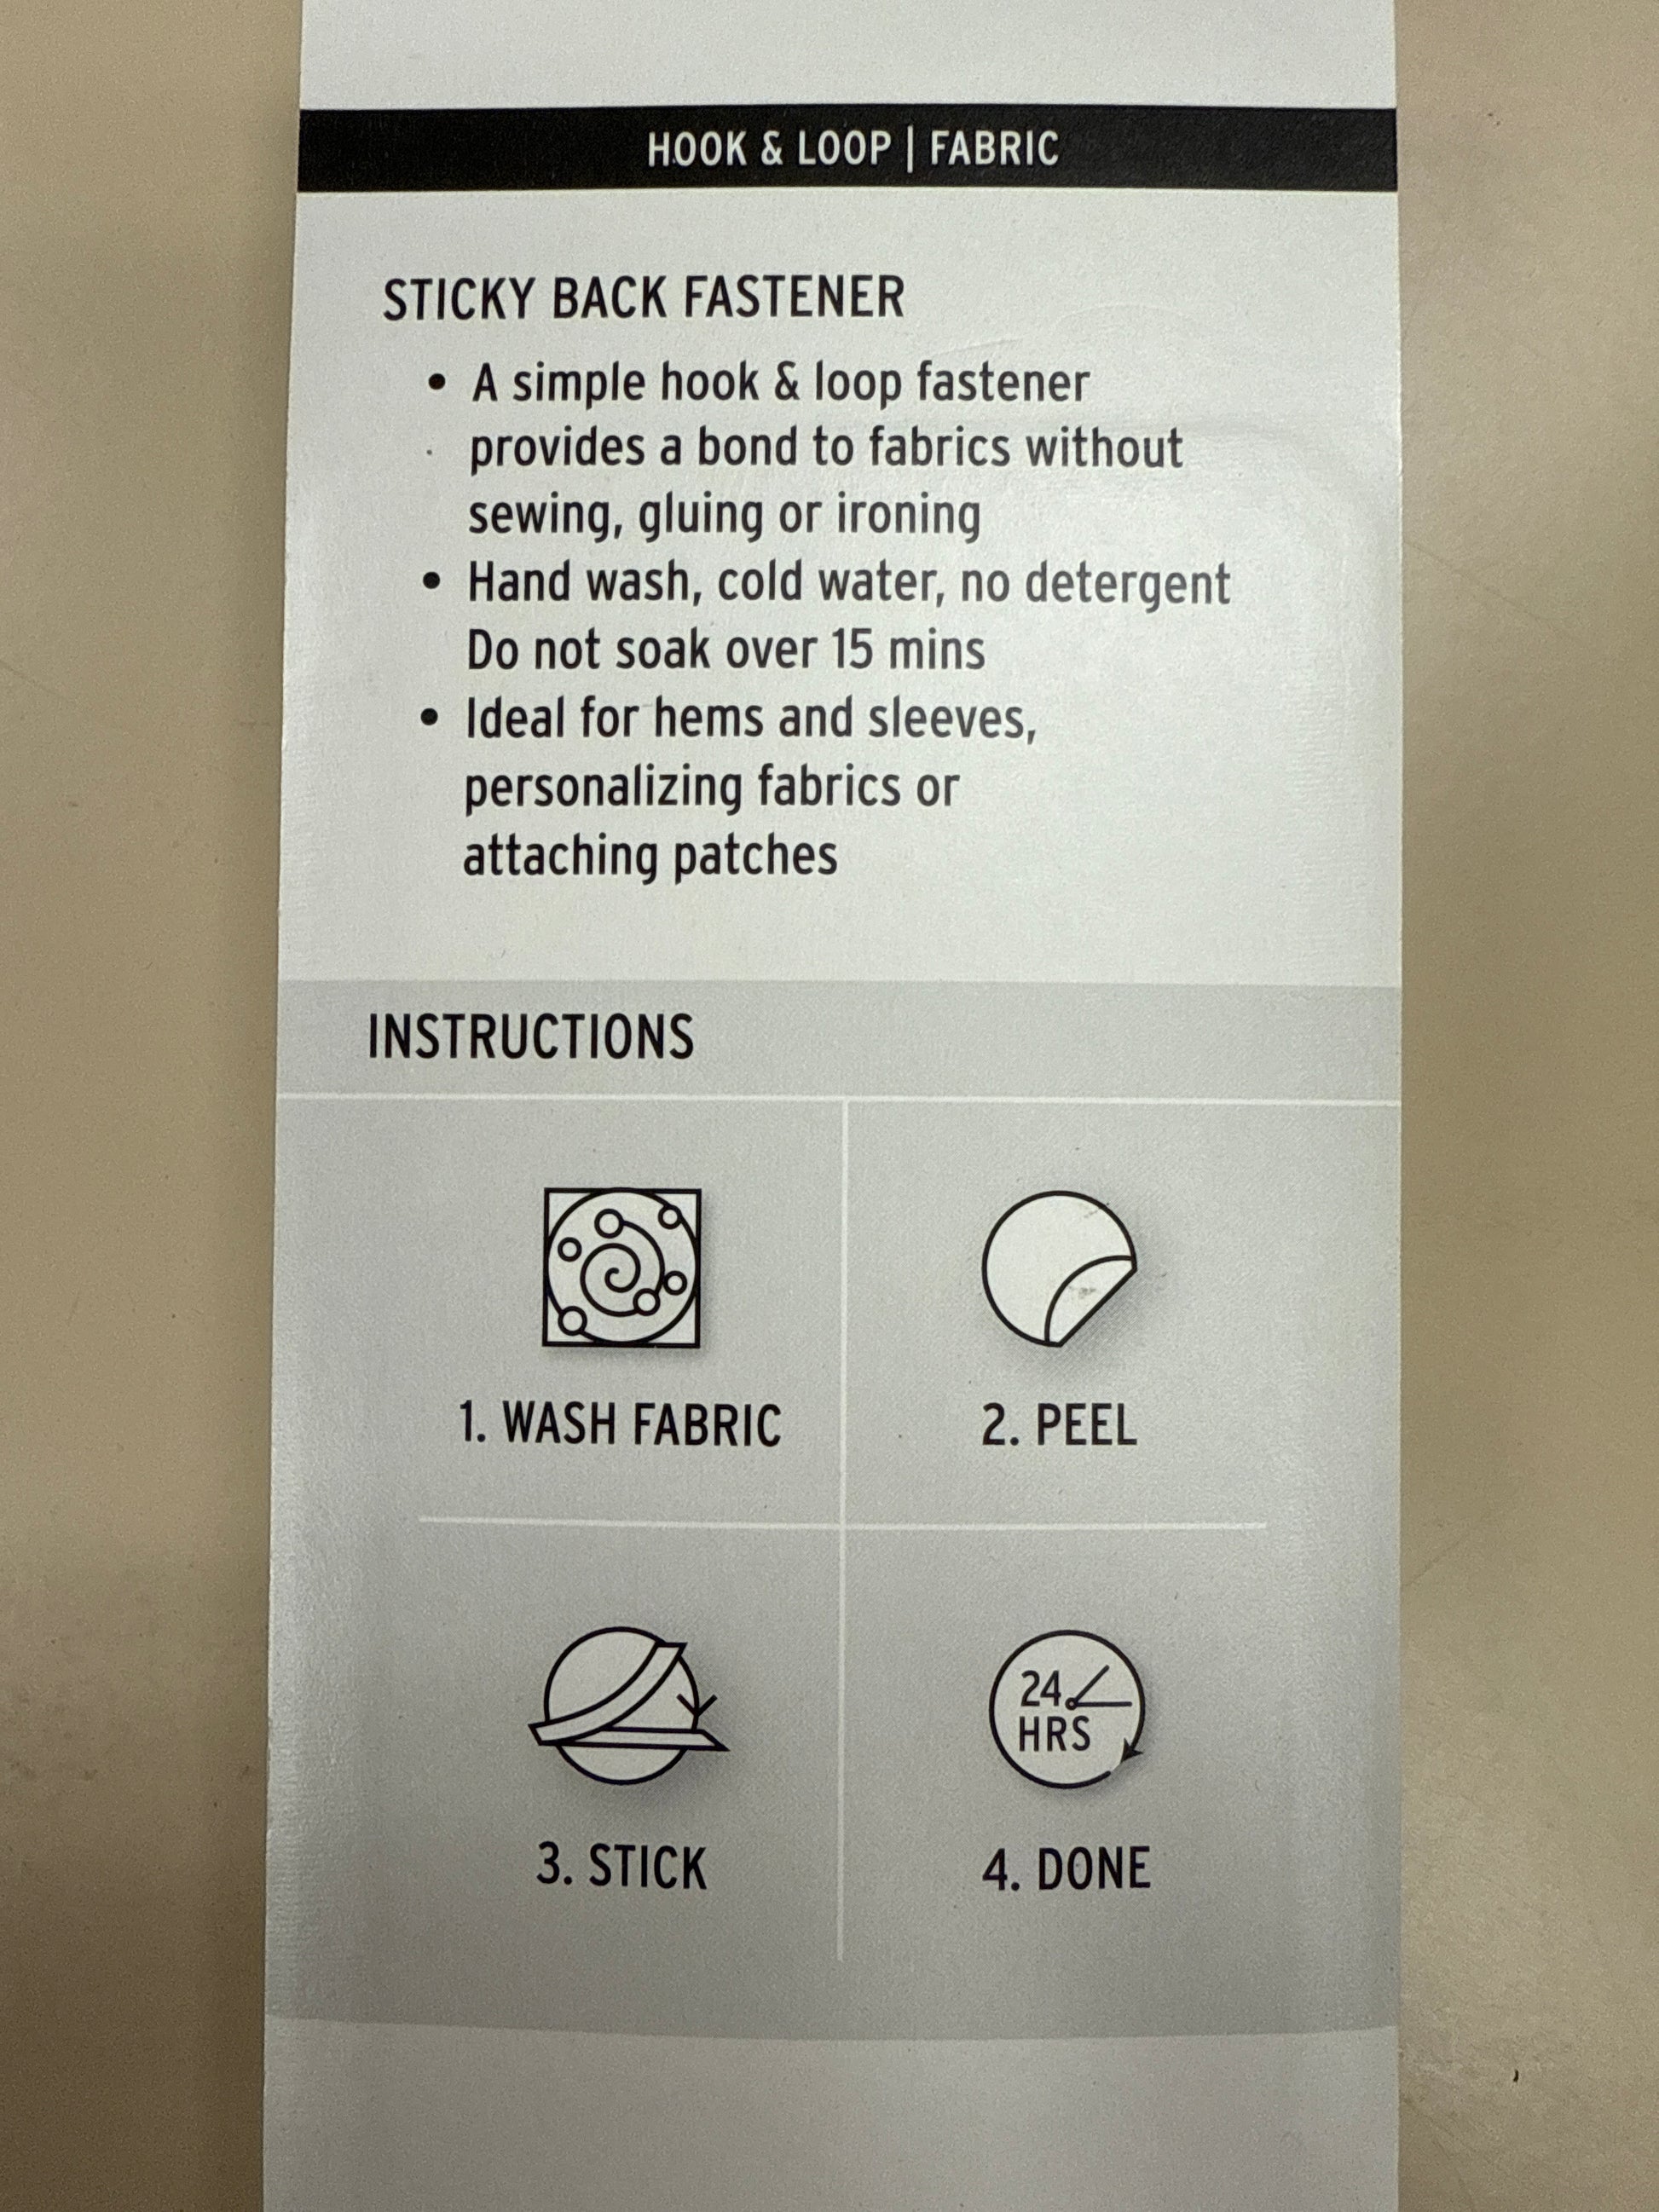 HOOK & LOOP | FABRIC
STICKY BACK FASTENER
• A simple hook & loop fastener
provides a bond to fabrics without
sewing, gluing or ironing
• Hand wash, cold water, no detergent
Do not soak over 15 mins
• Ideal for hems and sleeves,
personalizing fabrics or
attaching patches
INSTRUCTIONS
1. WASH FABRIC
2. PEEL
24
HRS
3. STICK
4. DONE